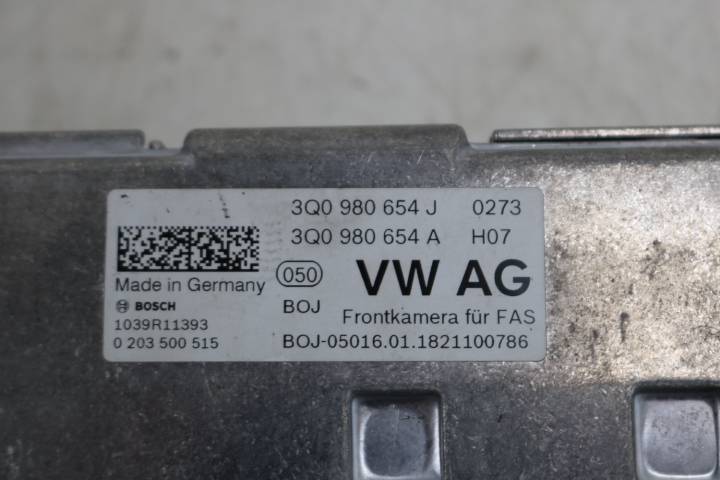 3Q0 980 654 J 0273
3Q0 980 654 A H07
Made in Germany 050 VW AG
BOSCH BOJ Frontkamera für FAS
1039R11393
0 203 500 515 BOJ-05016.01.1821100786